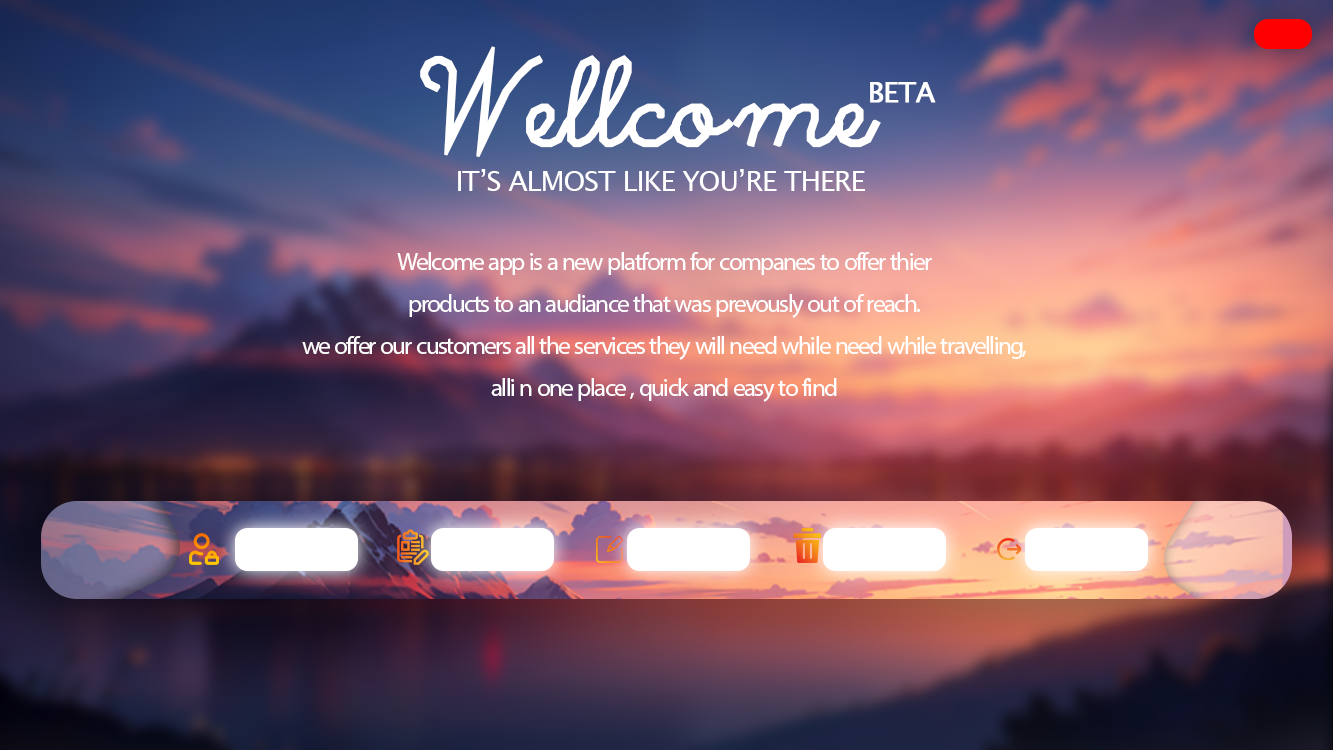 Wellcome BETA
IT'S ALMOST LIKE YOU'RE THERE
Welcome app is a new platform for companes to offer thier
products to an audiance that was prevously out of reach.
we offer our customers all the services they will need while need while travelling,
alli n one place , quick and easy to find